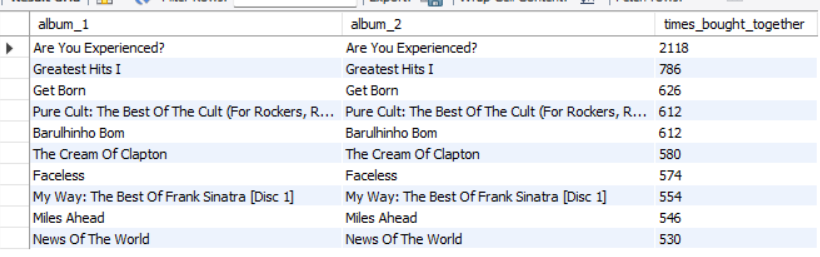 album_1 album_2 times_bought_together
Are You Experienced? Are You Experienced? 2118
Greatest Hits I Greatest Hits I 786
Get Born Get Born 626
Pure Cult: The Best Of The Cult (For Rockers, R... Pure Cult: The Best Of The Cult (For Rockers, R... 612
Barulhinho Bom Barulhinho Bom 612
The Cream Of Clapton The Cream Of Clapton 580
Faceless Faceless 574
My Way: The Best Of Frank Sinatra [Disc 1] My Way: The Best Of Frank Sinatra [Disc 1] 554
Miles Ahead Miles Ahead 546
News Of The World News Of The World 530